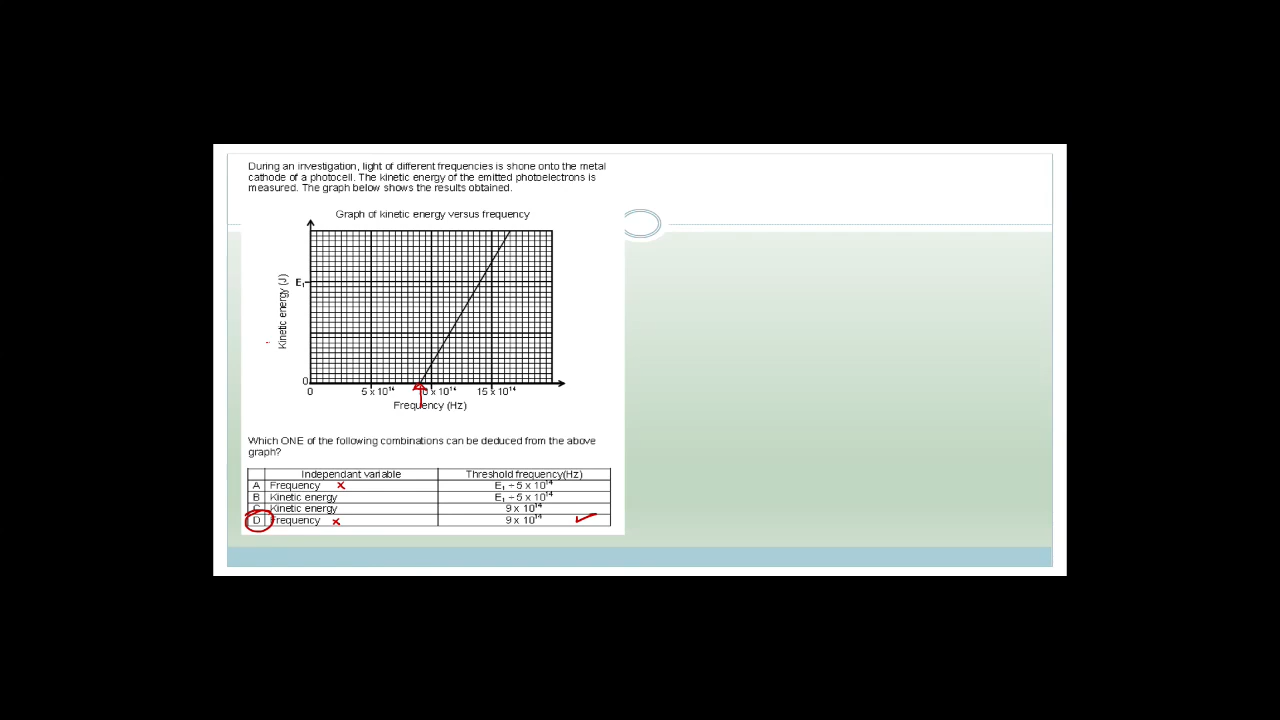 During an investigation, light of different frequencies is shone onto the metal
cathode of a photocell. The kinetic energy of the emitted photoelectrons is
measured. The graph below shows the results obtained.
Graph of kinetic energy versus frequency
E₁
Kinetic energy (J)
0
0 5 x 10¹⁴ 10 x 10¹⁴ 15 x 10¹⁴
Frequency (Hz)
Which ONE of the following combinations can be deduced from the above
graph?
Independant variable Threshold frequency(Hz)
A Frequency x E₁ ÷ 5 x 10¹⁴
B Kinetic energy E₁ ÷ 5 x 10¹⁴
C Kinetic energy 9 x 10¹⁴
D Frequency x 9 x 10¹⁴ ✓